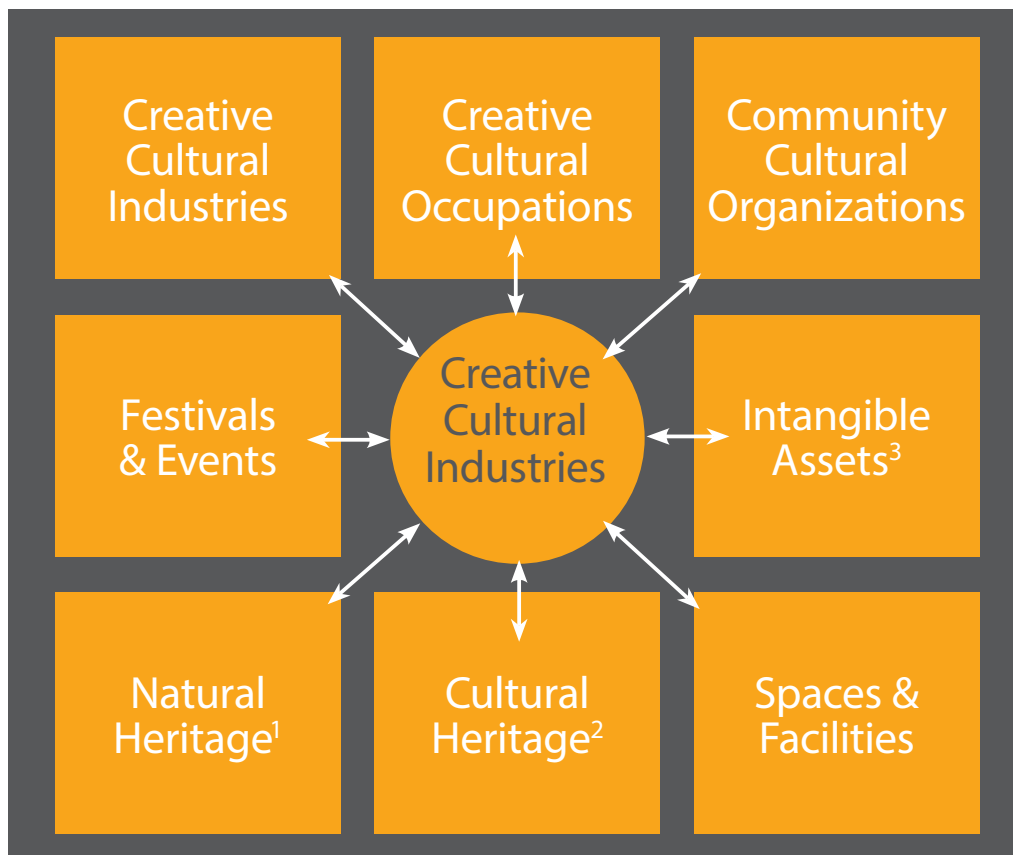 Creative
Cultural
Industries
Creative
Cultural
Occupations
Community
Cultural
Organizations
Festivals
& Events
Creative
Cultural
Industries
Intangible
Assets³
Natural
Heritage¹
Cultural
Heritage²
Spaces &
Facilities